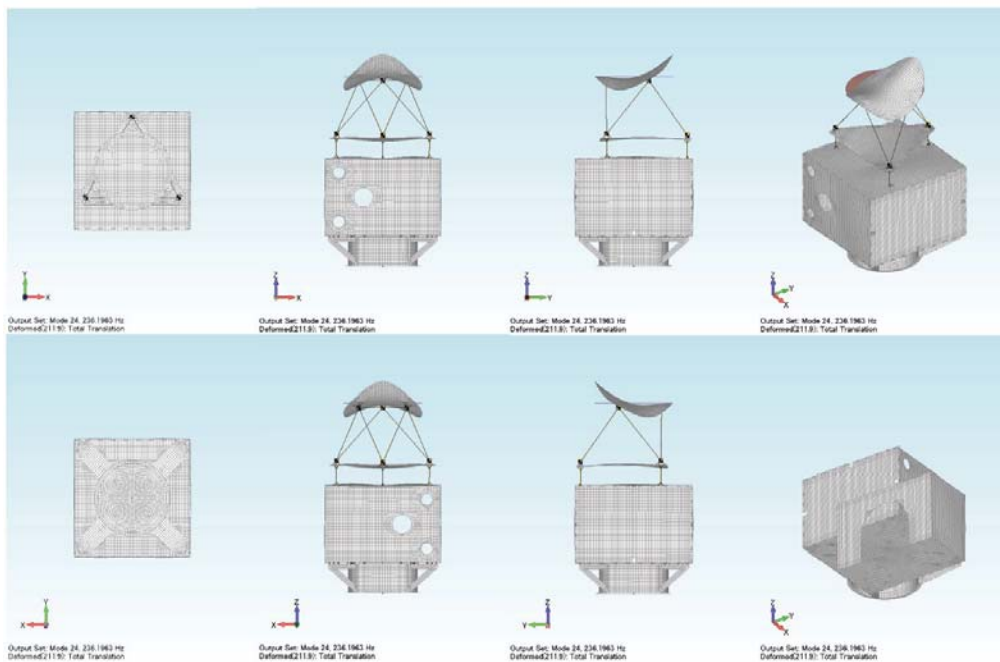 Y
X
Output Set: Mode 24, 236.1963 Hz
Deformed(211.9): Total Translation
Z
X
Output Set: Mode 24, 236.1963 Hz
Deformed(211.9): Total Translation
Z
Y
Output Set: Mode 24, 236.1963 Hz
Deformed(211.9): Total Translation
Z
Y
X
Output Set: Mode 24, 236.1963 Hz
Deformed(211.9): Total Translation
Y
X
Output Set: Mode 24, 236.1963 Hz
Deformed(211.9): Total Translation
Z
X
Output Set: Mode 24, 236.1963 Hz
Deformed(211.9): Total Translation
Z
Y
Output Set: Mode 24, 236.1963 Hz
Deformed(211.9): Total Translation
Z
Y
X
Output Set: Mode 24, 236.1963 Hz
Deformed(211.9): Total Translation